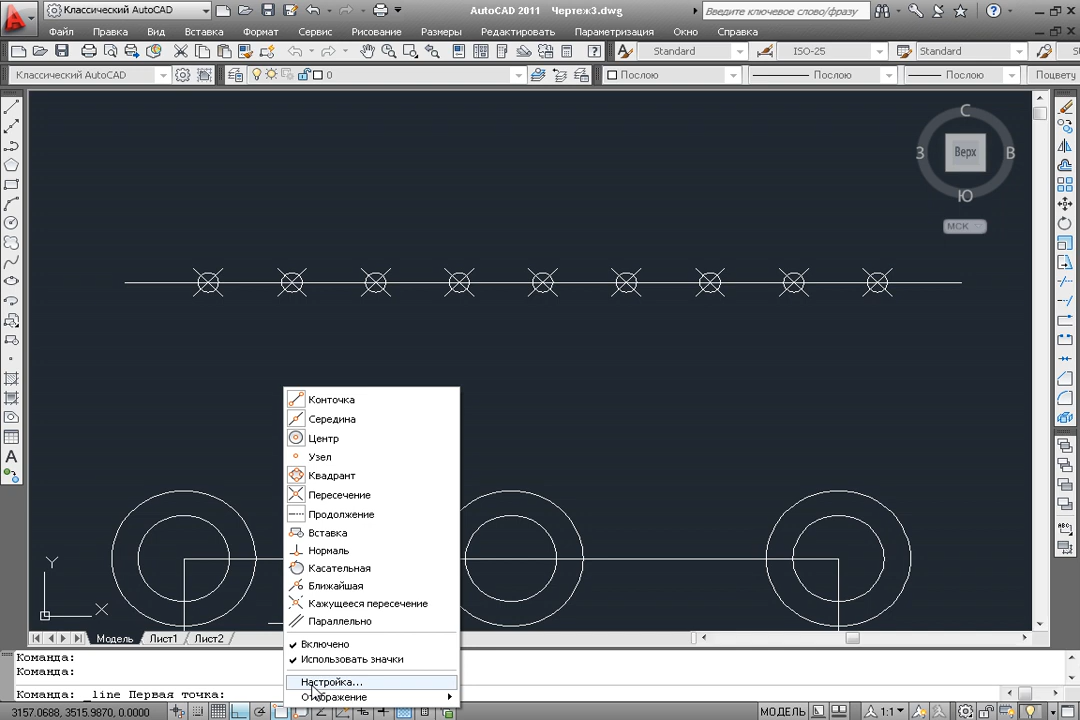 Классический AutoCAD
AutoCAD 2011 Чертеж3.dwg
Введите ключевое слово/фразу
Файл Правка Вид Вставка Формат Сервис Рисование Размеры Редактировать Параметризация Окно Справка
Standard ISO-25 Standard
Классический AutoCAD 0 Послою Послою Послою Поцвету
С
З Верх В
Ю
МСК
Конточка
Середина
Центр
Узел
Квадрант
Пересечение
Продолжение
Вставка
Нормаль
Касательная
Ближайшая
Кажущееся пересечение
Параллельно
Включено
Использовать значки
Настройка...
Отображение
Y
X
Модель Лист1 Лист2
Команда:
Команда:
Команда: _line Первая точка:
3157.0688, 3515.9870, 0.0000 МОДЕЛЬ 1:1